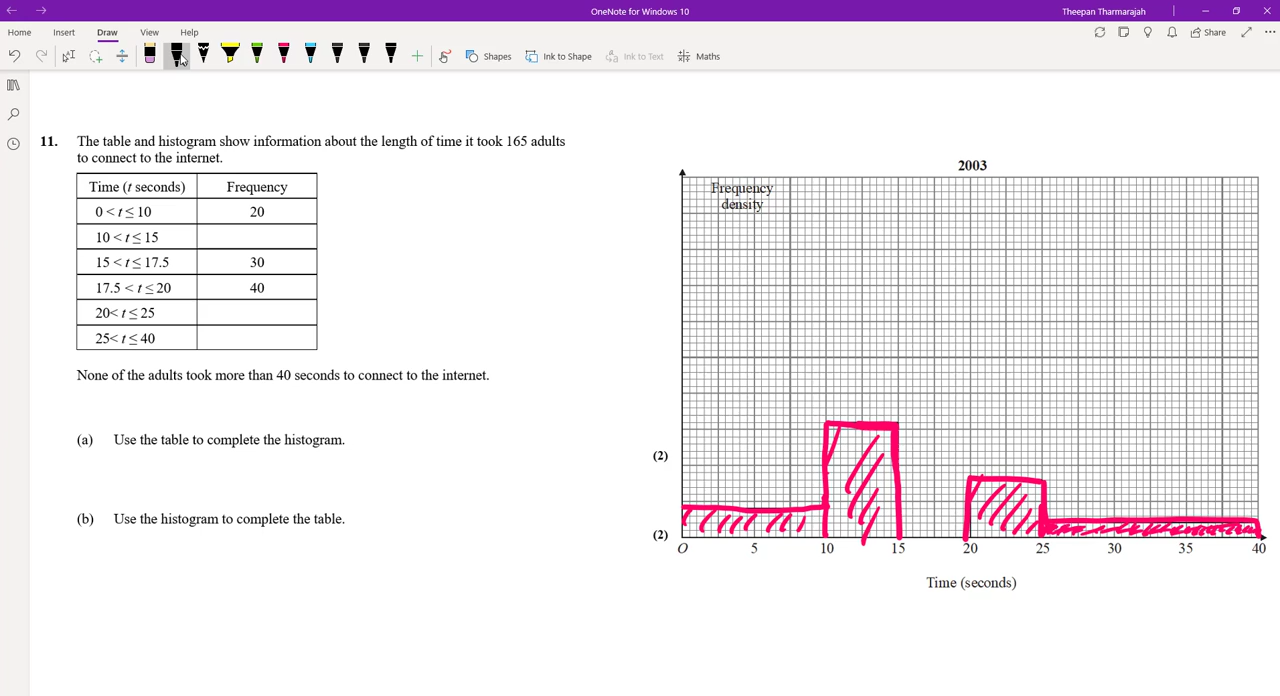 OneNote for Windows 10
Theepan Tharmarajah
Home Insert Draw View Help
Share
Shapes
Ink to Shape
Ink to Text
Maths
11. The table and histogram show information about the length of time it took 165 adults
to connect to the internet.
Time (t seconds) Frequency
0 < t ≤ 10 20
10 < t ≤ 15
15 < t ≤ 17.5 30
17.5 < t ≤ 20 40
20< t ≤ 25
25< t ≤ 40
None of the adults took more than 40 seconds to connect to the internet.
(a) Use the table to complete the histogram.
(2)
(b) Use the histogram to complete the table.
(2)
2003
Frequency
density
O 5 10 15 20 25 30 35 40
Time (seconds)